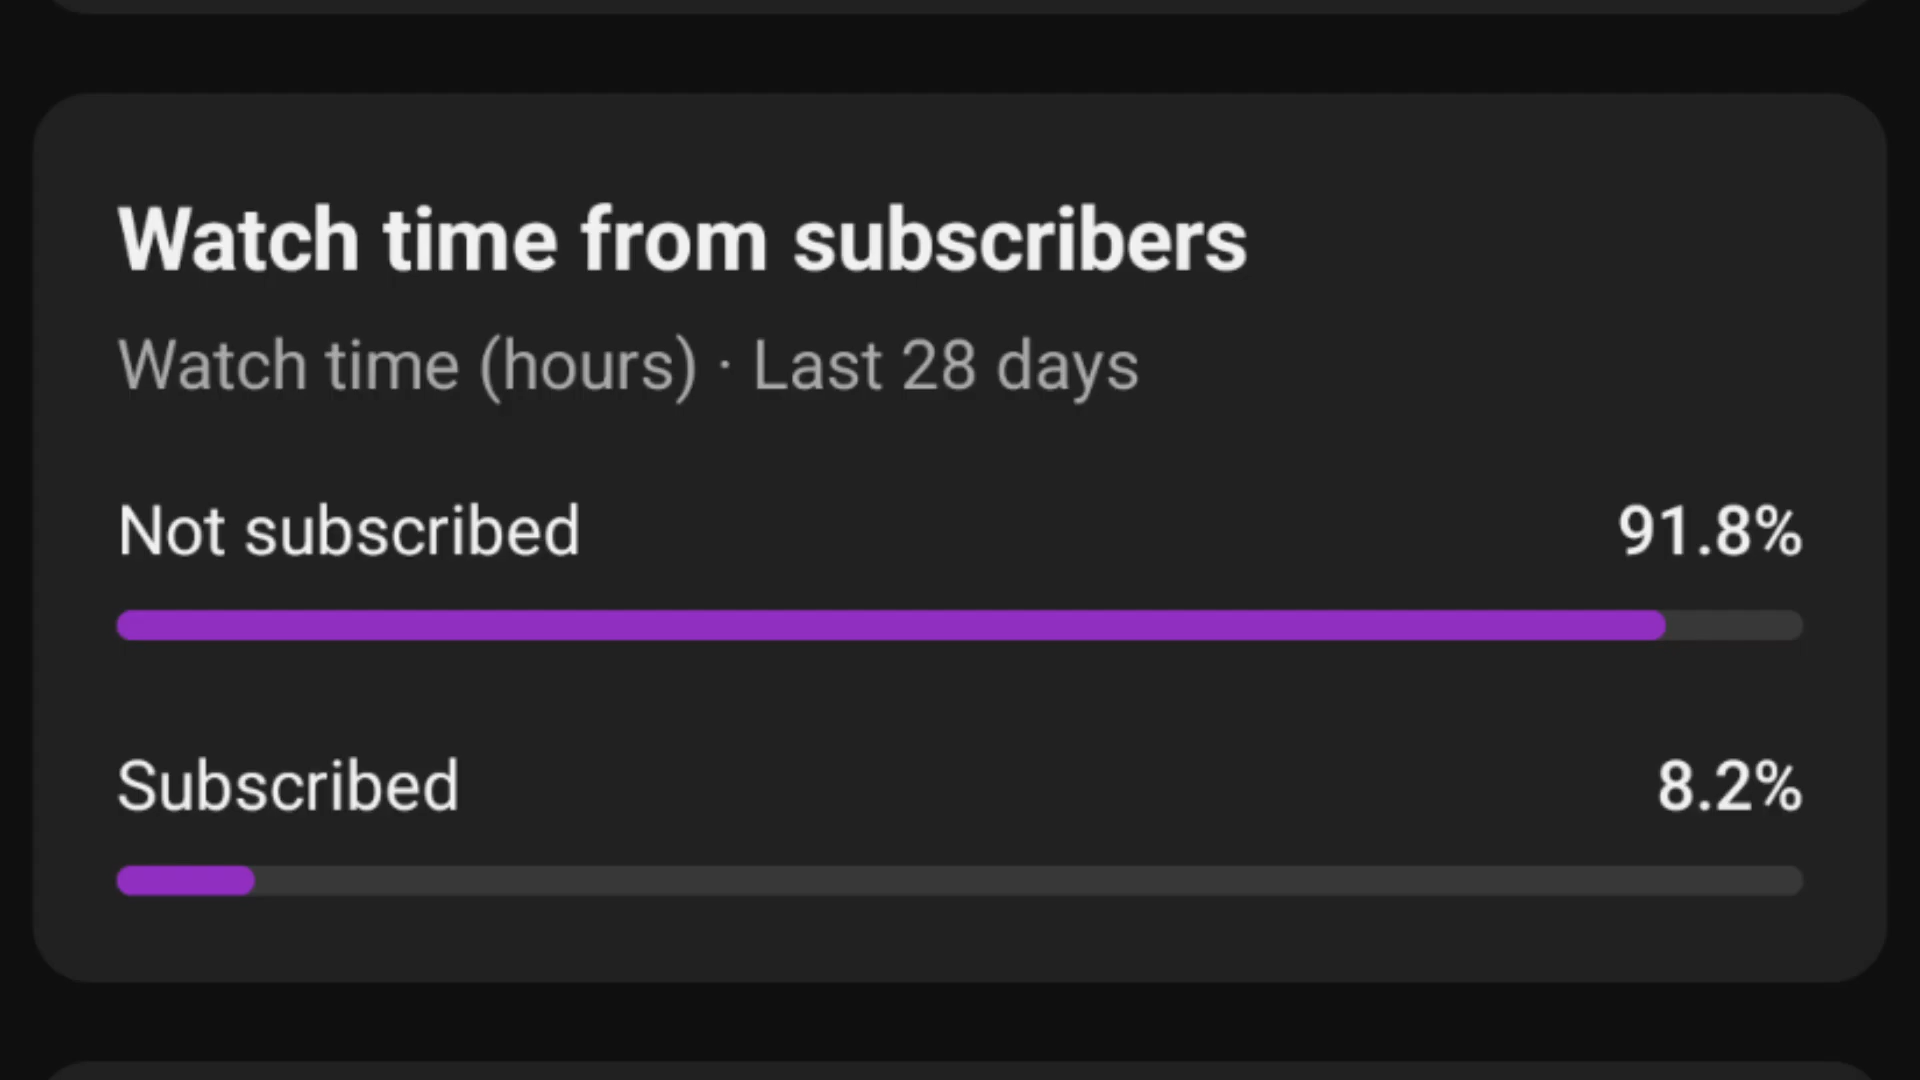 Watch time from subscribers
Watch time (hours) · Last 28 days
Not subscribed 91.8%
Subscribed 8.2%